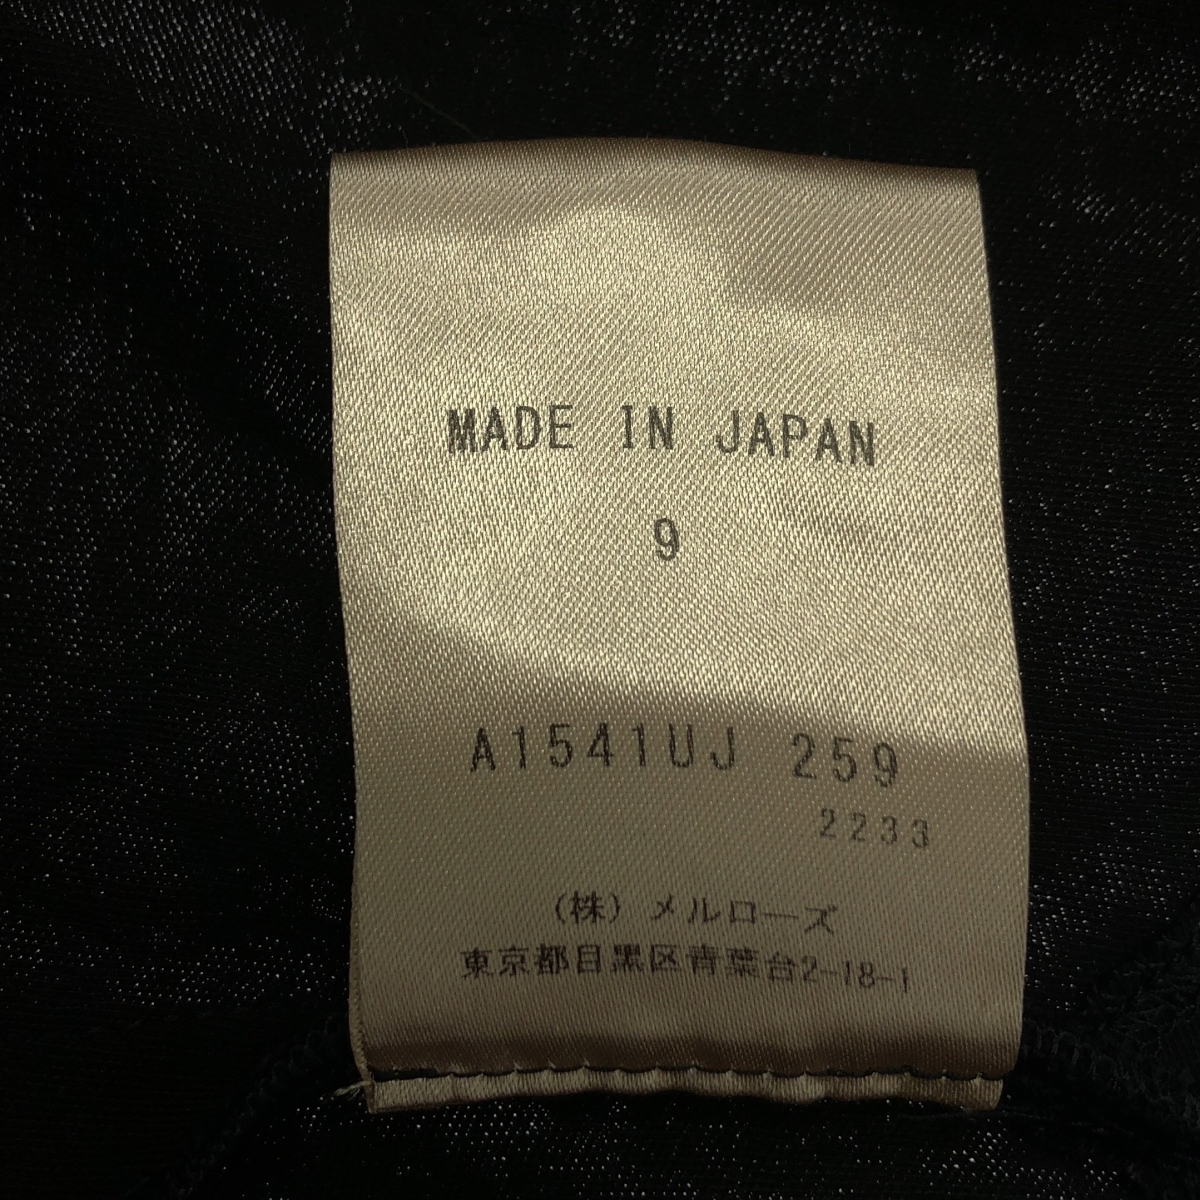 MADE IN JAPAN
9
A1541UJ 259
2233
(株) メルローズ
東京都目黒区青葉台2-18-1